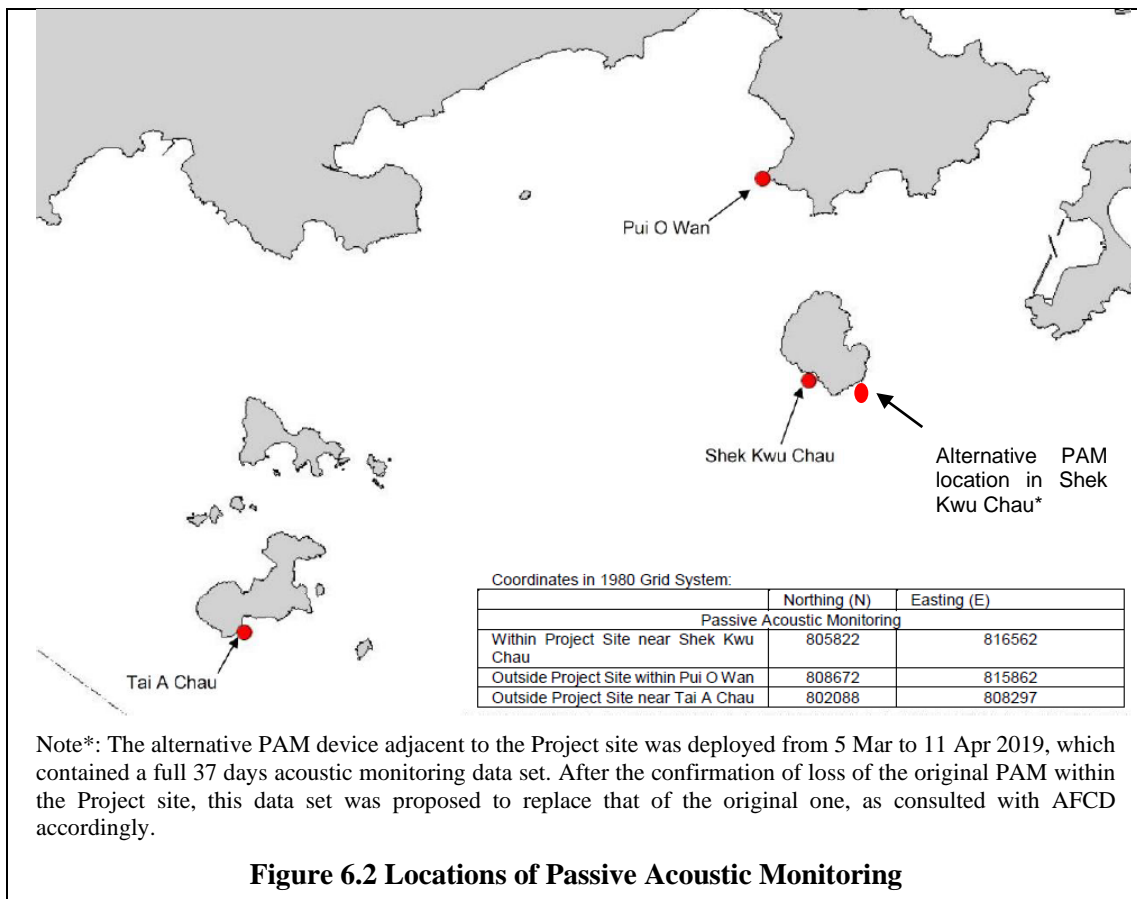 Pui O Wan
Shek Kwu Chau
Alternative PAM
location in Shek
Kwu Chau*
Tai A Chau
Coordinates in 1980 Grid System:
Northing (N) Easting (E)
Passive Acoustic Monitoring
Within Project Site near Shek Kwu
Chau 805822 816562
Outside Project Site within Pui O Wan 808672 815862
Outside Project Site near Tai A Chau 802088 808297
Note*: The alternative PAM device adjacent to the Project site was deployed from 5 Mar to 11 Apr 2019, which
contained a full 37 days acoustic monitoring data set. After the confirmation of loss of the original PAM within
the Project site, this data set was proposed to replace that of the original one, as consulted with AFCD
accordingly.
Figure 6.2 Locations of Passive Acoustic Monitoring